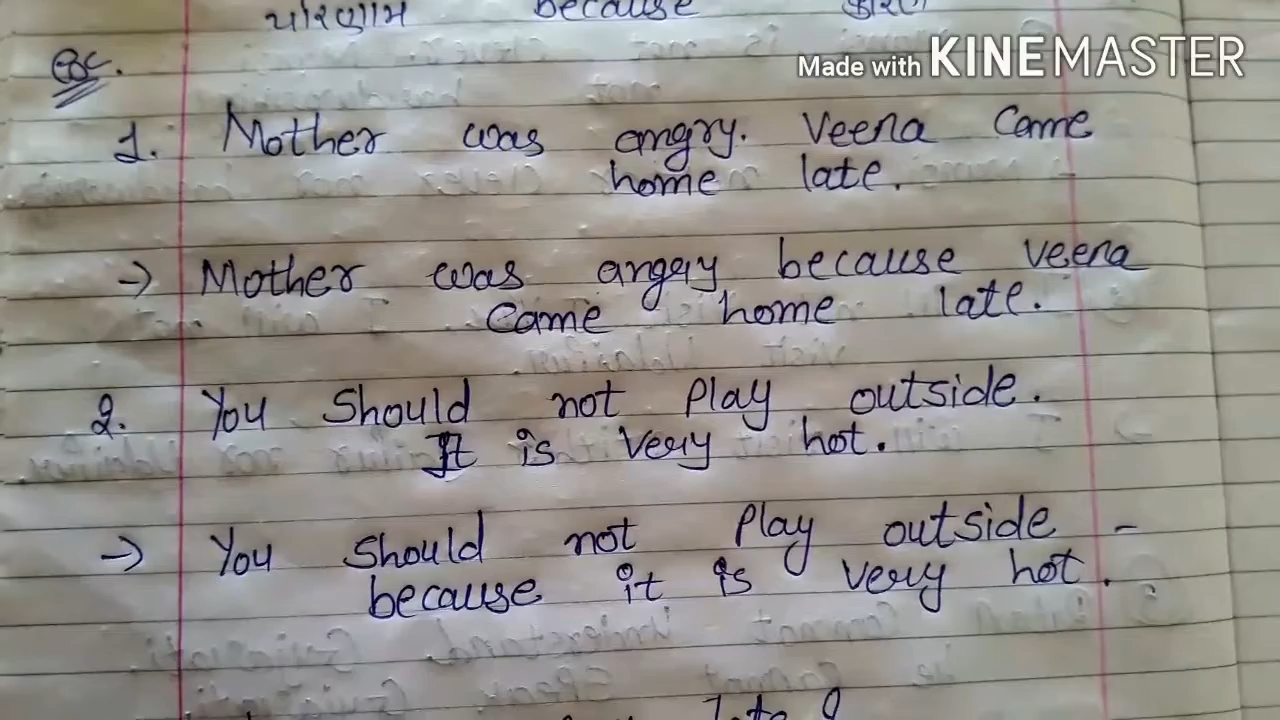 પરિણામ because કારણ
Made with KINEMASTER
Ex.
1. Mother was angry. Veena came
home late.
→ Mother was angry because Veena
came home late.
2. You should not play outside.
It is very hot.
→ You should not play outside -
because it is very hot.